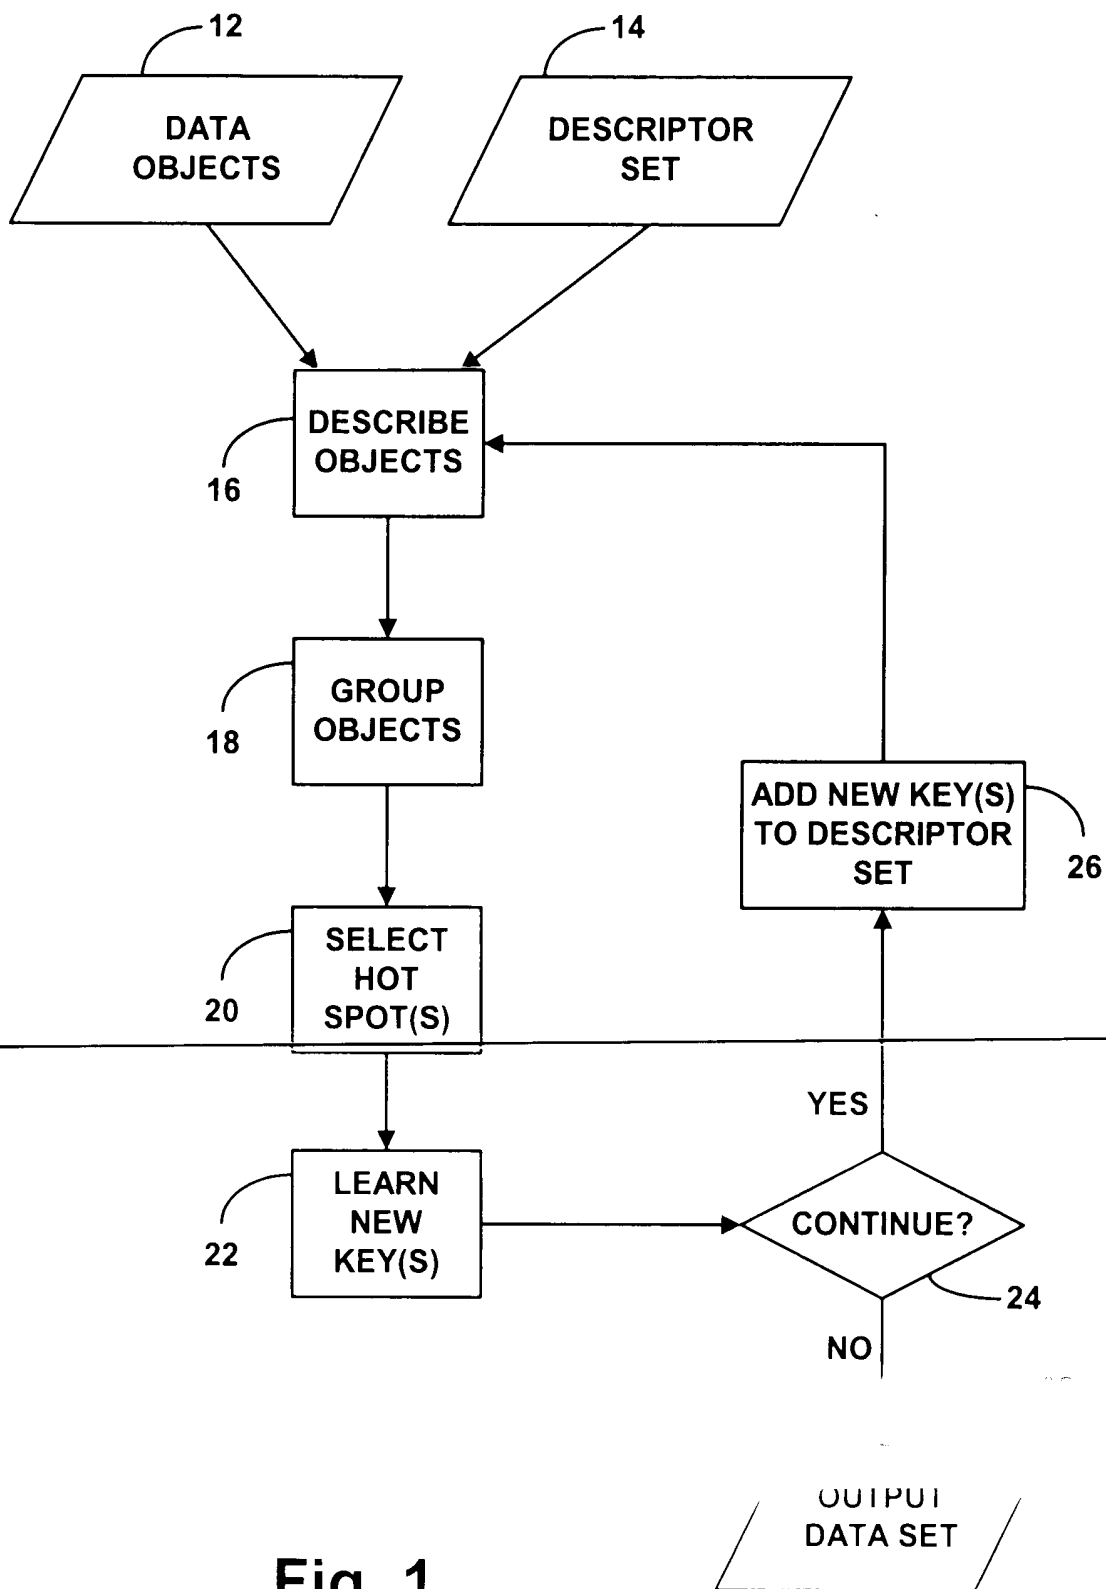 12
14
DATA
OBJECTS
DESCRIPTOR
SET
DESCRIBE
OBJECTS
16
GROUP
OBJECTS
18
ADD NEW KEY(S)
TO DESCRIPTOR
SET
26
SELECT
HOT
SPOT(S)
20
YES
LEARN
NEW
KEY(S)
22
CONTINUE?
24
NO
OUTPUT
DATA SET
Fig. 1